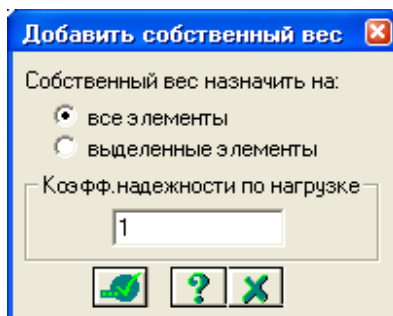 Добавить собственный вес
Собственный вес назначить на:
все элементы
выделенные элементы
Коэфф.надежности по нагрузке
1
?